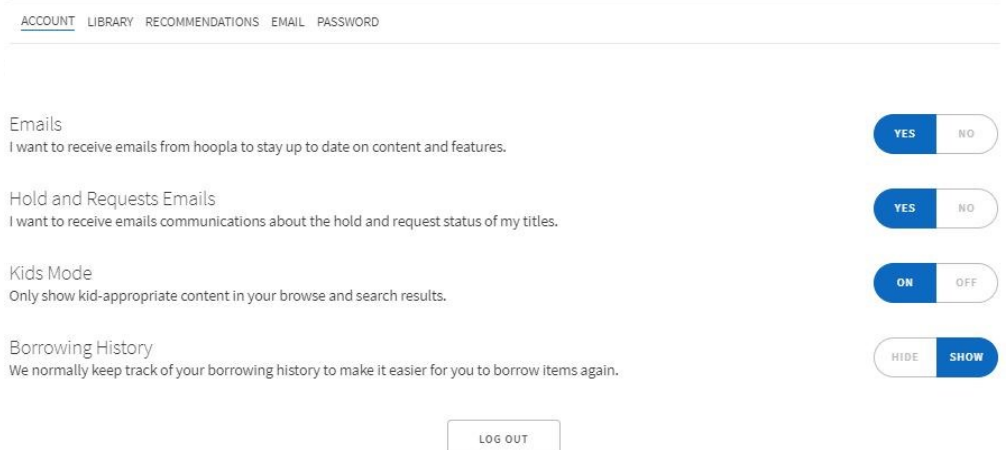 ACCOUNT LIBRARY RECOMMENDATIONS EMAIL PASSWORD
Emails
I want to receive emails from hoopla to stay up to date on content and features.
YES NO
Hold and Requests Emails
I want to receive emails communications about the hold and request status of my titles.
YES NO
Kids Mode
Only show kid-appropriate content in your browse and search results.
ON OFF
Borrowing History
We normally keep track of your borrowing history to make it easier for you to borrow items again.
HIDE SHOW
LOG OUT